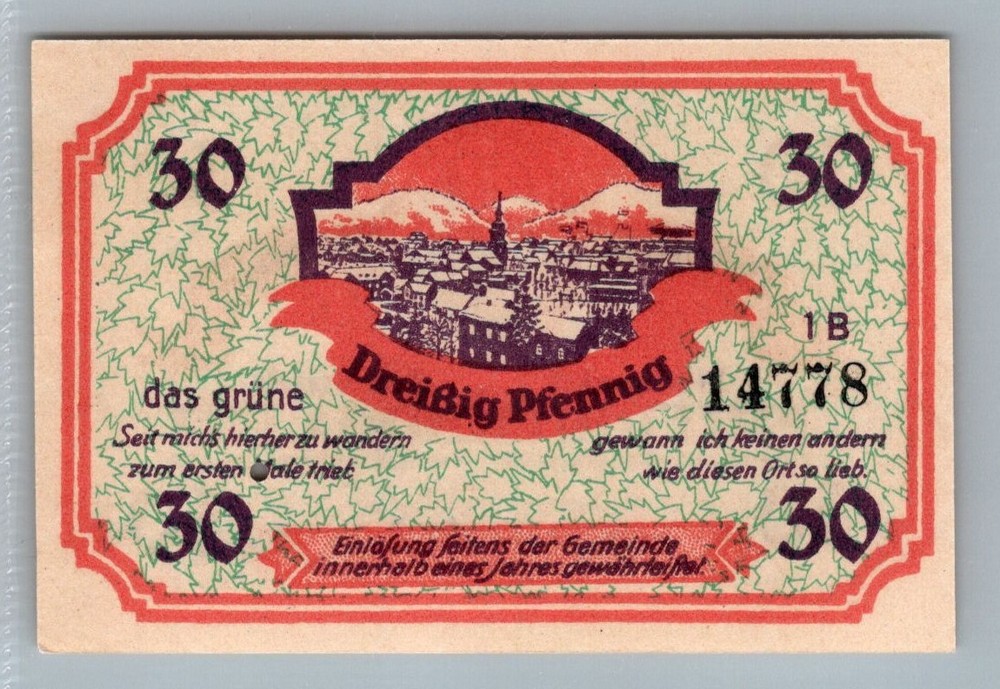 30
30
Dreißig Pfennig
1 B
14778
das grüne
Seit mich's hierher zu wandern
zum ersten Male trieb
gewann ich keinen andern
wie diesen Ort so lieb.
30
30
Einlösung seitens der Gemeinde
innerhalb eines Jahres gewährleistet